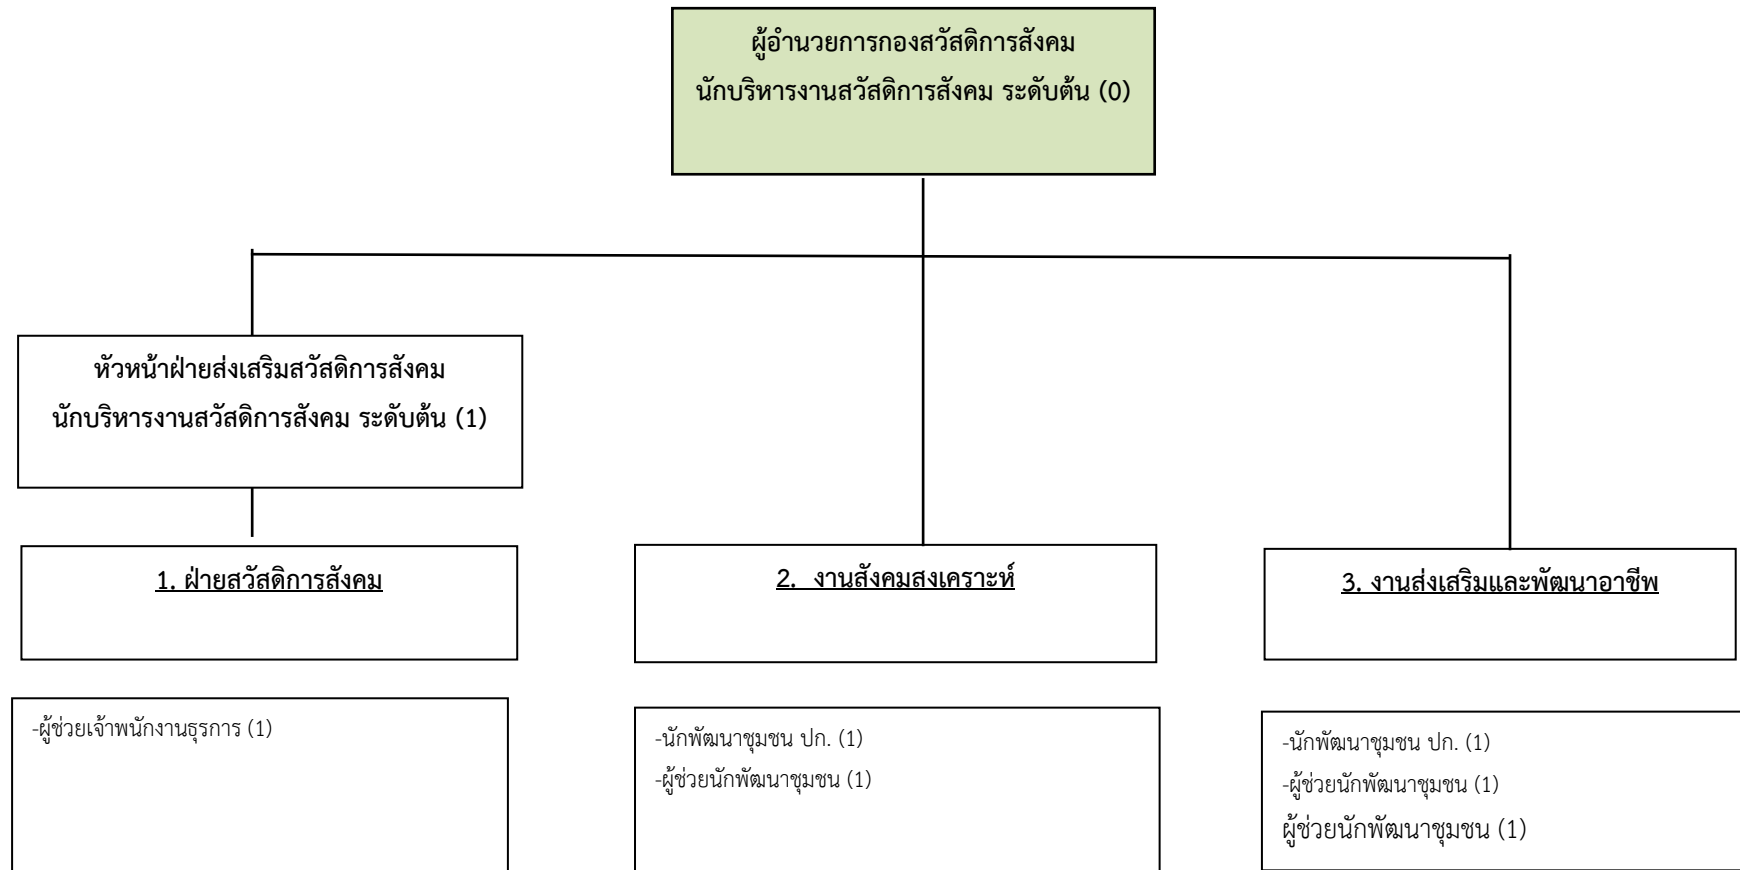 ผู้อำนวยการกองสวัสดิการสังคม
นักบริหารงานสวัสดิการสังคม ระดับต้น (0)
หัวหน้าฝ่ายส่งเสริมสวัสดิการสังคม
นักบริหารงานสวัสดิการสังคม ระดับต้น (1)
1. ฝ่ายสวัสดิการสังคม
2. งานสังคมสงเคราะห์
3. งานส่งเสริมและพัฒนาอาชีพ
-ผู้ช่วยเจ้าพนักงานธุรการ (1)
-นักพัฒนาชุมชน ปก. (1)
-ผู้ช่วยนักพัฒนาชุมชน (1)
-นักพัฒนาชุมชน ปก. (1)
-ผู้ช่วยนักพัฒนาชุมชน (1)
ผู้ช่วยนักพัฒนาชุมชน (1)